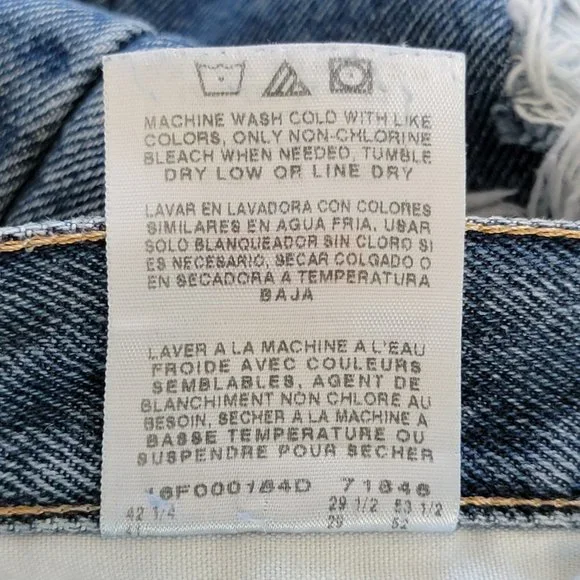 MACHINE WASH COLD WITH LIKE
COLORS, ONLY NON-CHLORINE
BLEACH WHEN NEEDED, TUMBLE
DRY LOW OR LINE DRY
LAVAR EN LAVADORA CON COLORES
SIMILARES EN AGUA FRIA, USAR
SOLO BLANQUEADOR SIN CLORO SI
ES NECESARIO, SECAR COLGADO O
EN SECADORA A TEMPERATURA
BAJA
LAVER A LA MACHINE A L'EAU
FROIDE AVEC COULEURS
SEMBLABLES, AGENT DE
BLANCHIMENT NON CHLORE AU
BESOIN, SECHER A LA MACHINE A
BASSE TEMPERATURE OU
SUSPENDRE POUR SECHER
16F000184D 71846
42 1/4 29 1/2 53 1/2
29 52